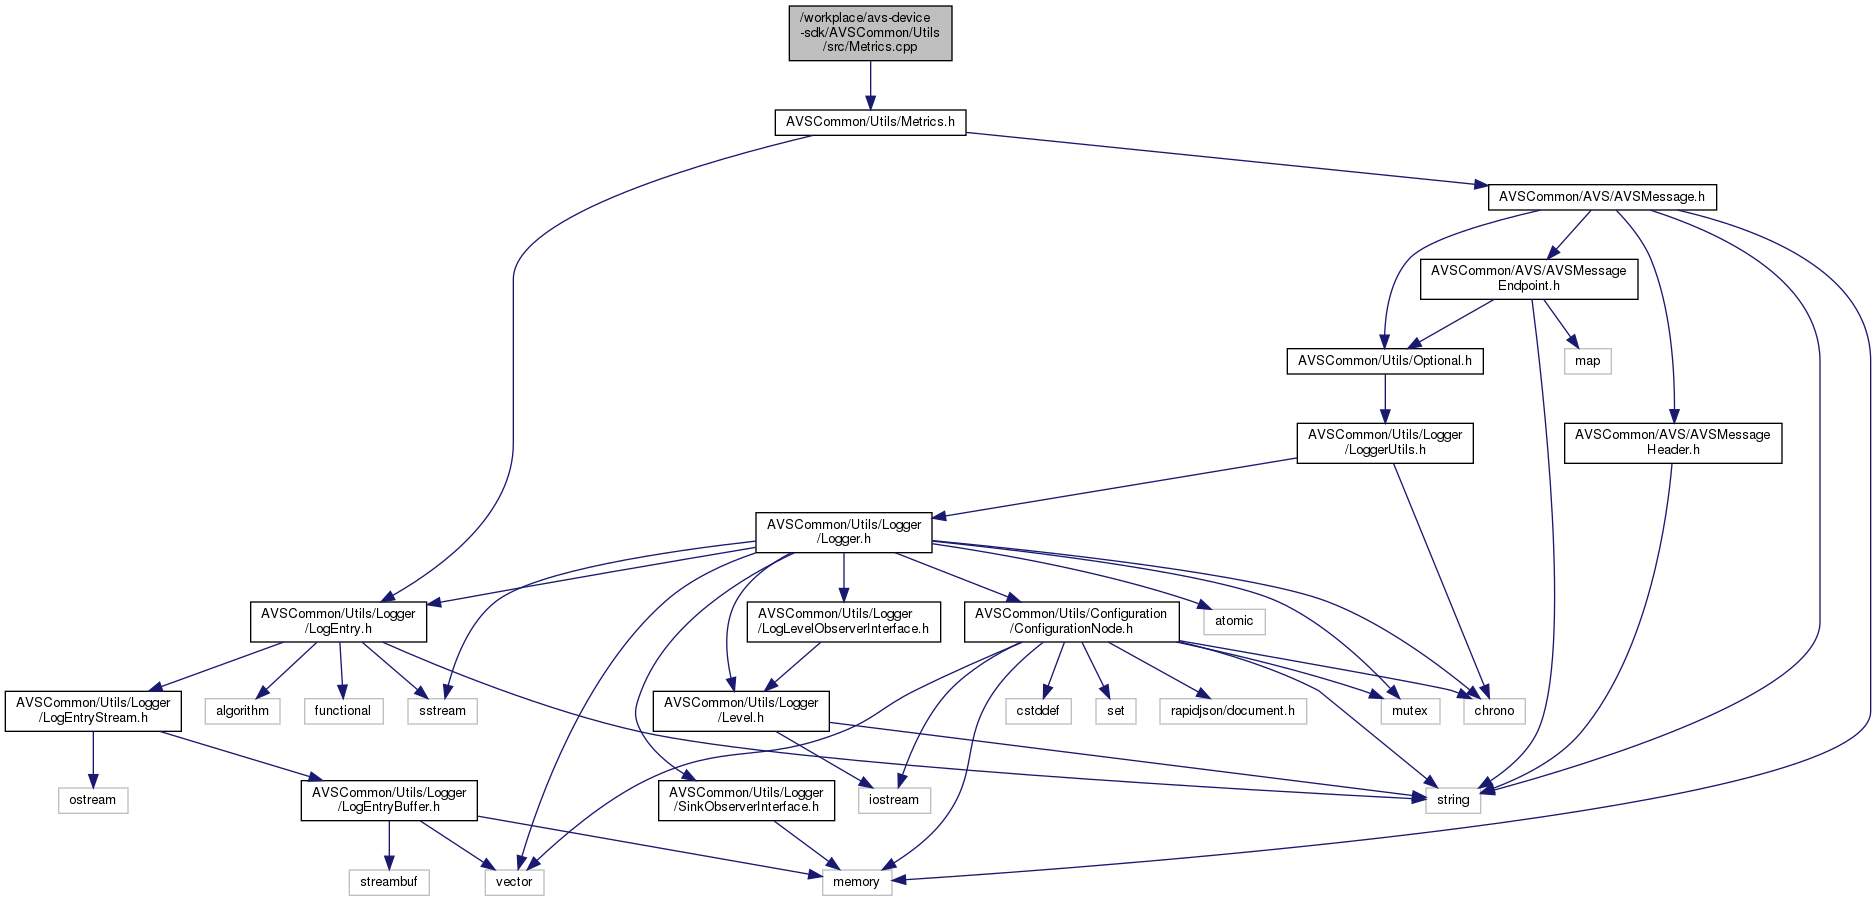 /workplace/avs-device
-sdk/AVSCommon/Utils
/src/Metrics.cpp
AVSCommon/Utils/Metrics.h
AVSCommon/AVS/AVSMessage.h
AVSCommon/AVS/AVSMessage
Endpoint.h
AVSCommon/Utils/Optional.h
map
AVSCommon/Utils/Logger
/LoggerUtils.h
AVSCommon/AVS/AVSMessage
Header.h
AVSCommon/Utils/Logger
/Logger.h
AVSCommon/Utils/Logger
/LogEntry.h
AVSCommon/Utils/Logger
/LogLevelObserverInterface.h
AVSCommon/Utils/Configuration
/ConfigurationNode.h
atomic
AVSCommon/Utils/Logger
/LogEntryStream.h
algorithm
functional
sstream
AVSCommon/Utils/Logger
/Level.h
cstddef
set
rapidjson/document.h
mutex
chrono
ostream
AVSCommon/Utils/Logger
/LogEntryBuffer.h
AVSCommon/Utils/Logger
/SinkObserverInterface.h
iostream
string
streambuf
vector
memory